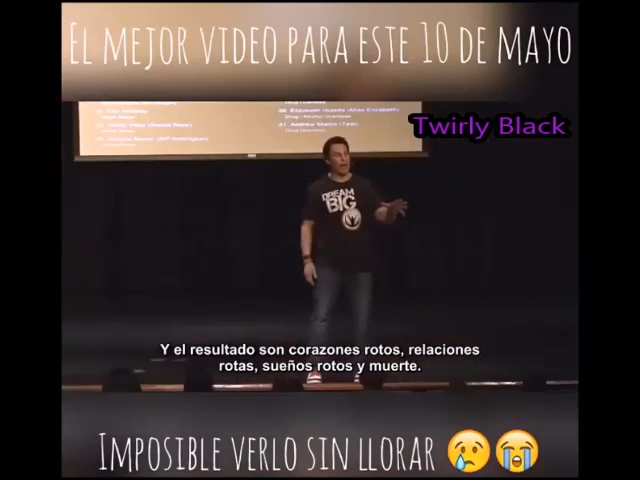 EL MEJOR VIDEO PARA ESTE 10 DE MAYO
Twirly Black
DREAM
BIG
Y el resultado son corazones rotos, relaciones
rotas, sueños rotos y muerte.
IMPOSIBLE VERLO SIN LLORAR 😢😭